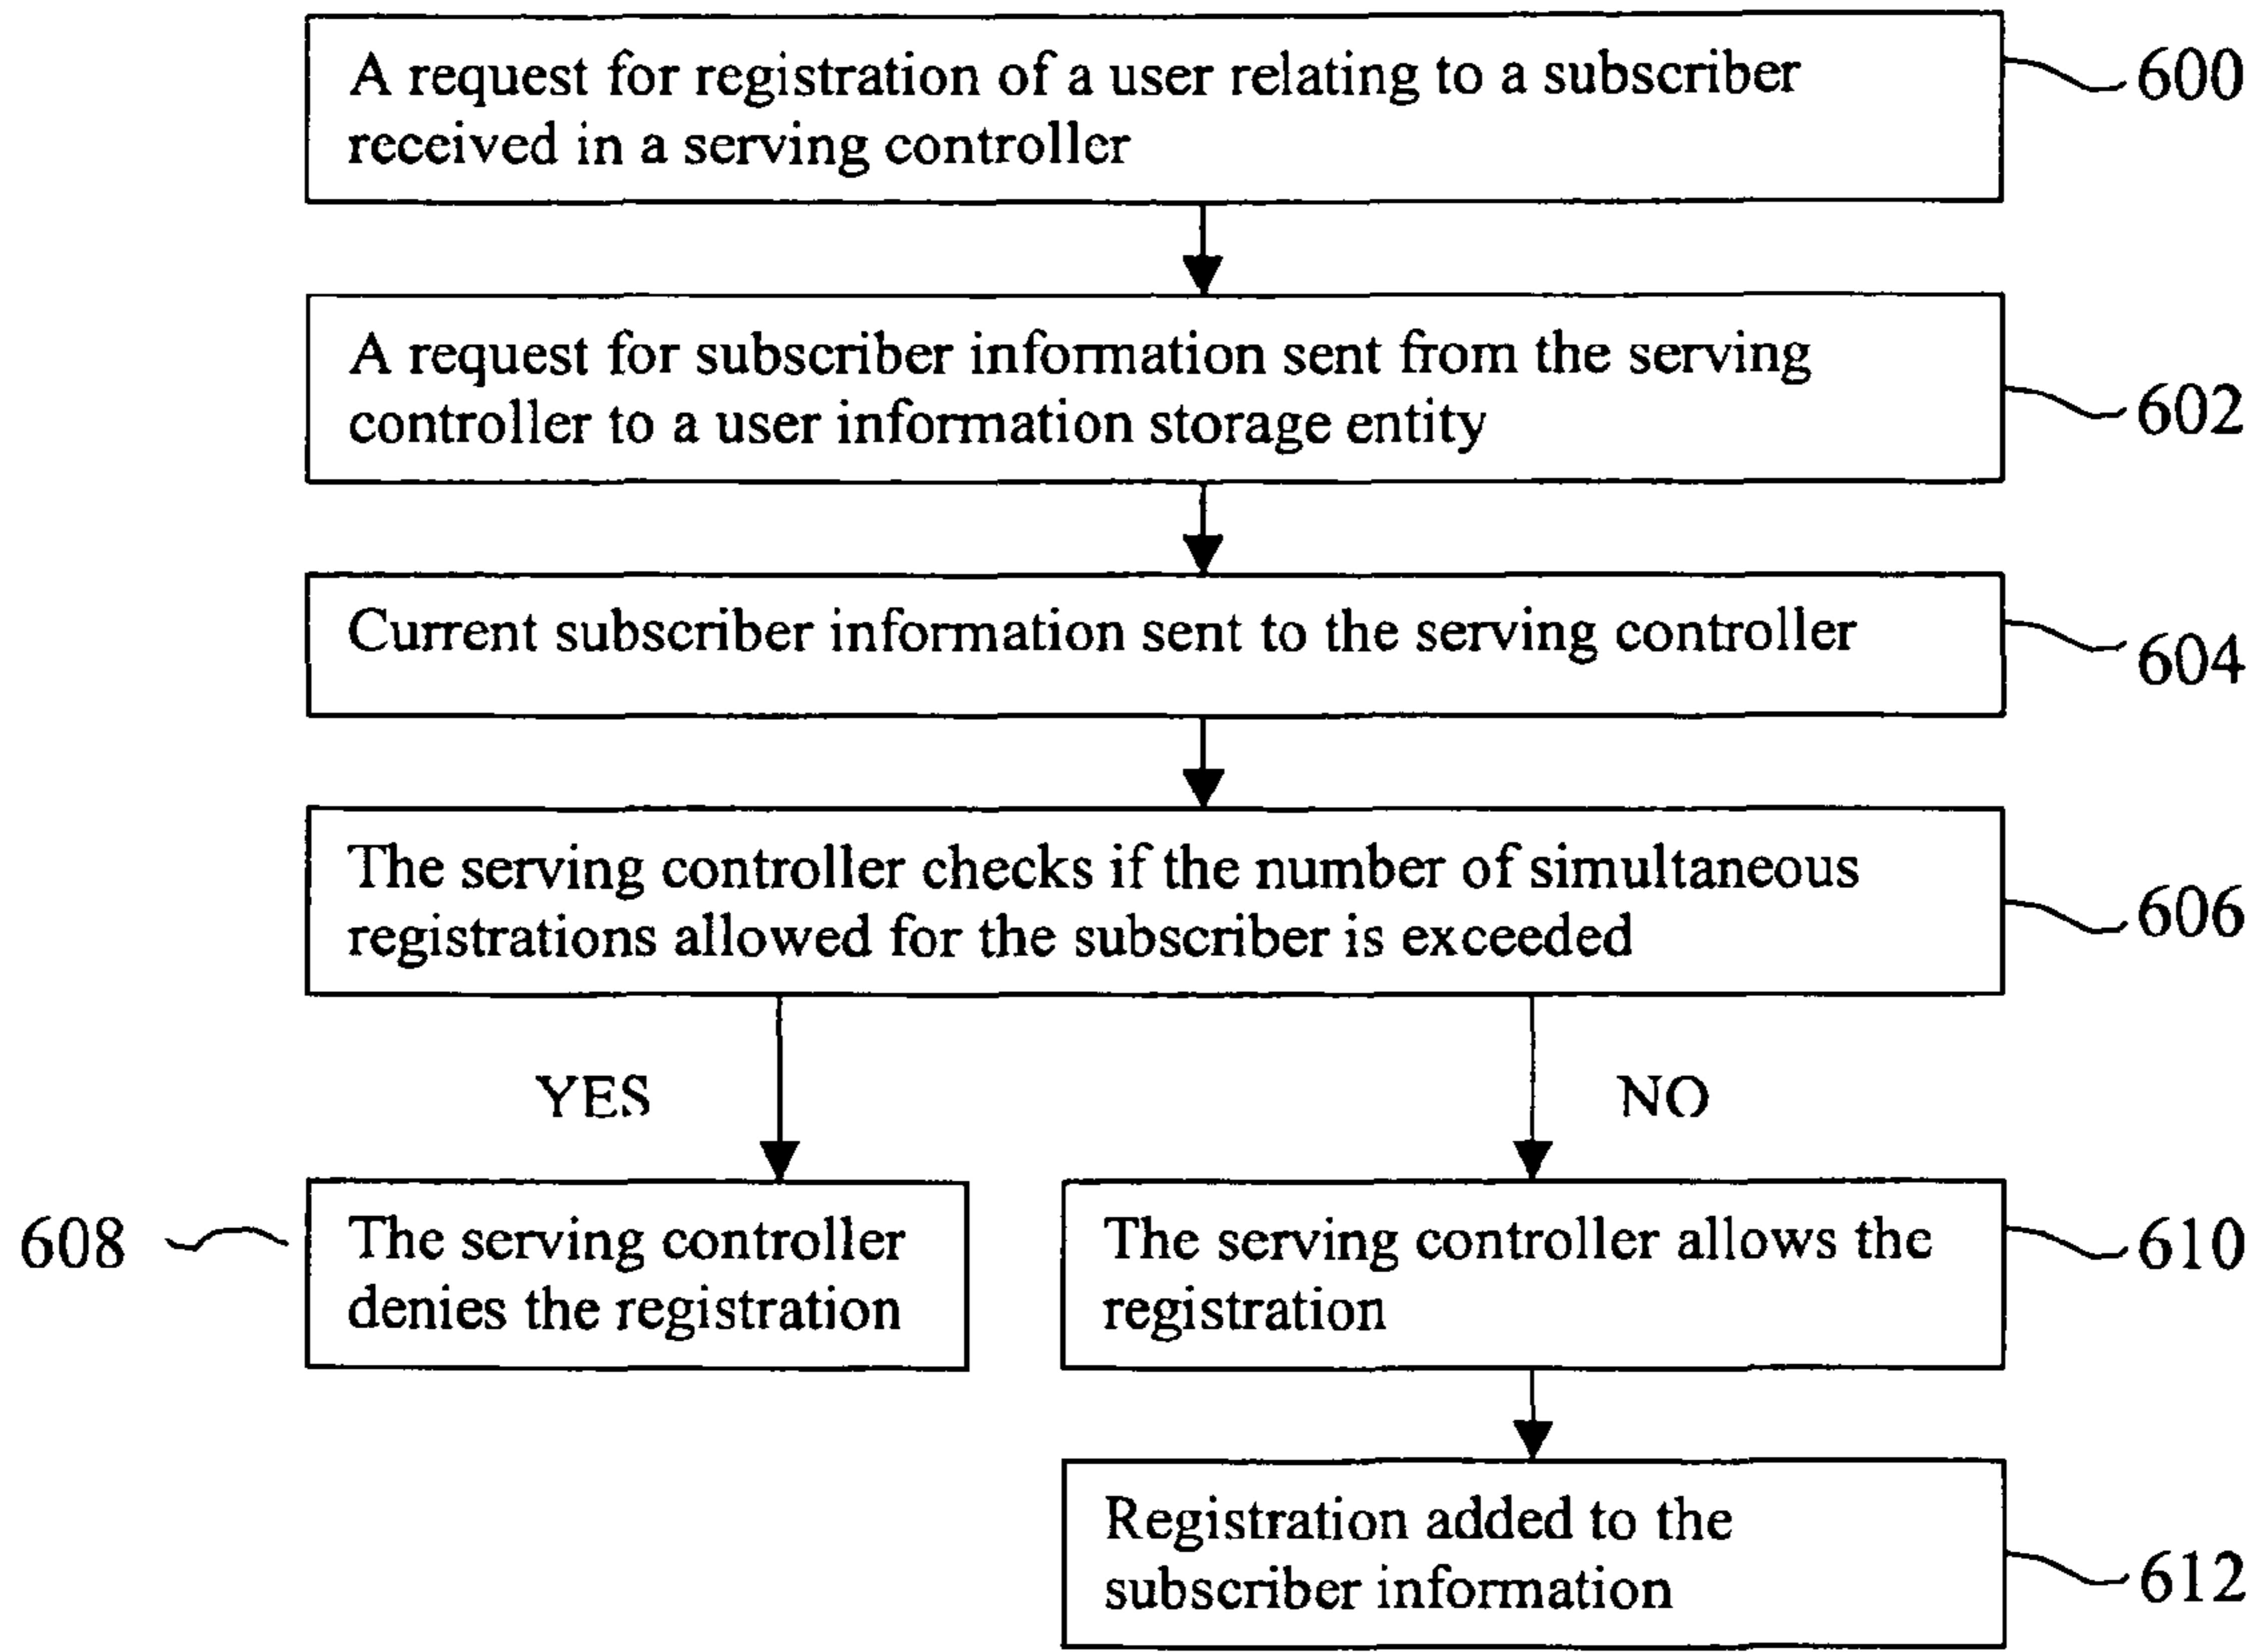 A request for registration of a user relating to a subscriber
received in a serving controller
600
A request for subscriber information sent from the serving
controller to a user information storage entity
602
Current subscriber information sent to the serving controller
604
The serving controller checks if the number of simultaneous
registrations allowed for the subscriber is exceeded
606
YES
NO
608
The serving controller
denies the registration
The serving controller allows the
registration
610
Registration added to the
subscriber information
612